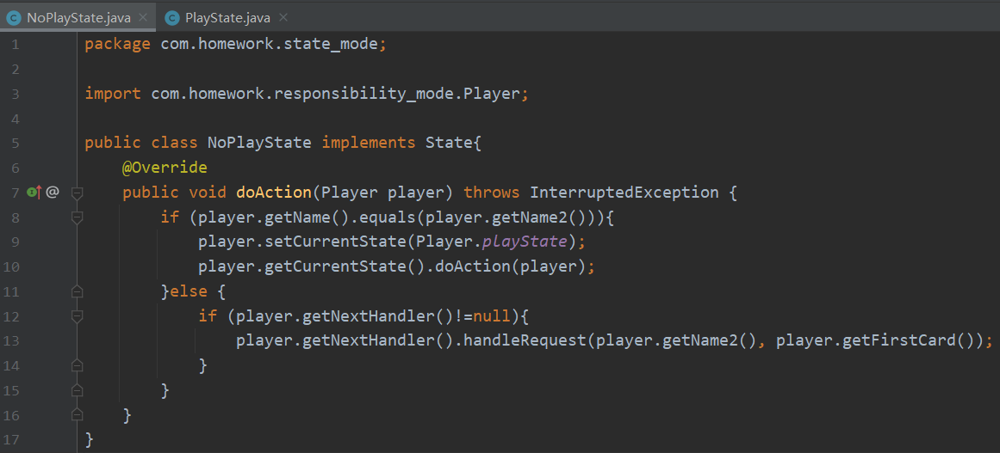 NoPlayState.java PlayState.java
1 package com.homework.state_mode;
2
3 import com.homework.responsibility_mode.Player;
4
5 public class NoPlayState implements State{
6 @Override
7 public void doAction(Player player) throws InterruptedException {
8 if (player.getName().equals(player.getName2())){
9 player.setCurrentState(Player.playState);
10 player.getCurrentState().doAction(player);
11 }else {
12 if (player.getNextHandler()!=null){
13 player.getNextHandler().handleRequest(player.getName2(), player.getFirstCard());
14 }
15 }
16 }
17 }